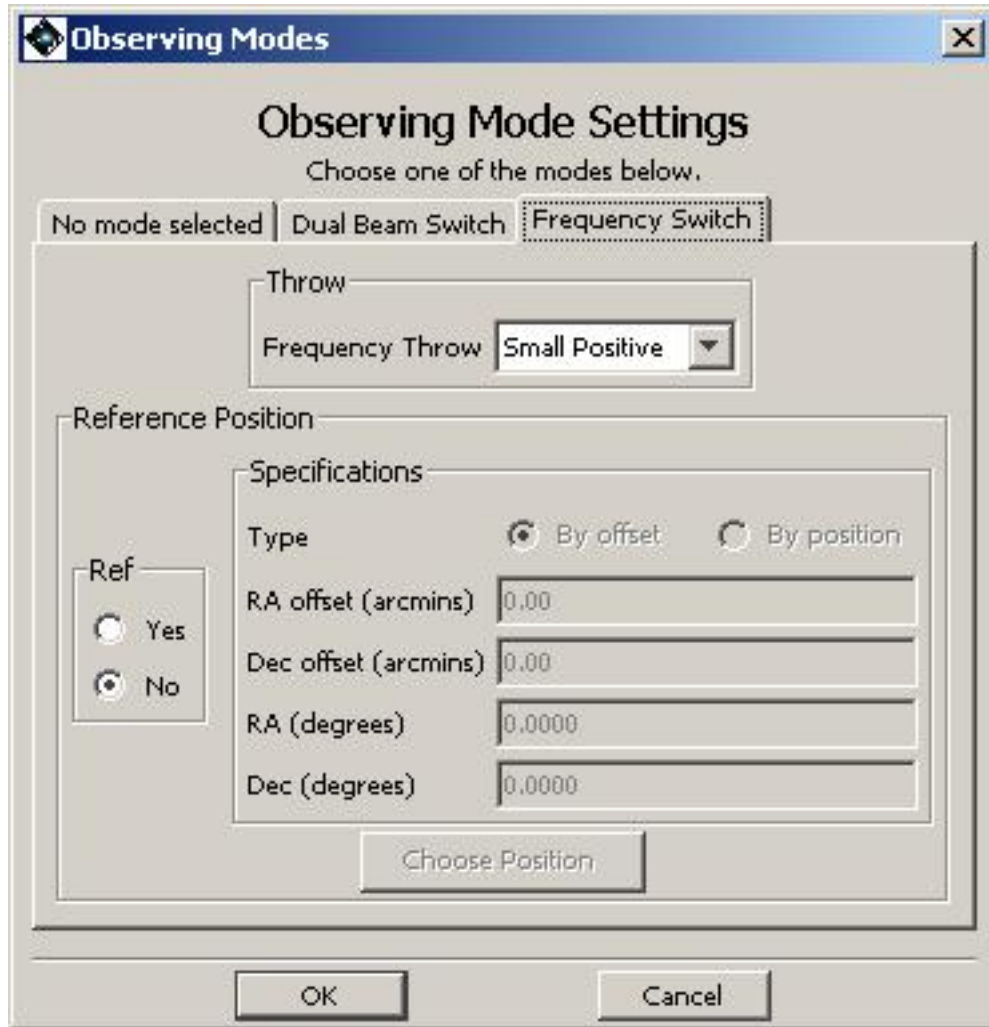 Observing Modes
Observing Mode Settings
Choose one of the modes below.
No mode selected Dual Beam Switch Frequency Switch
Throw
Frequency Throw Small Positive
Reference Position
Specifications
Type By offset By position
Ref
Yes
No
RA offset (arcmins) 0.00
Dec offset (arcmins) 0.00
RA (degrees) 0.0000
Dec (degrees) 0.0000
Choose Position
OK Cancel